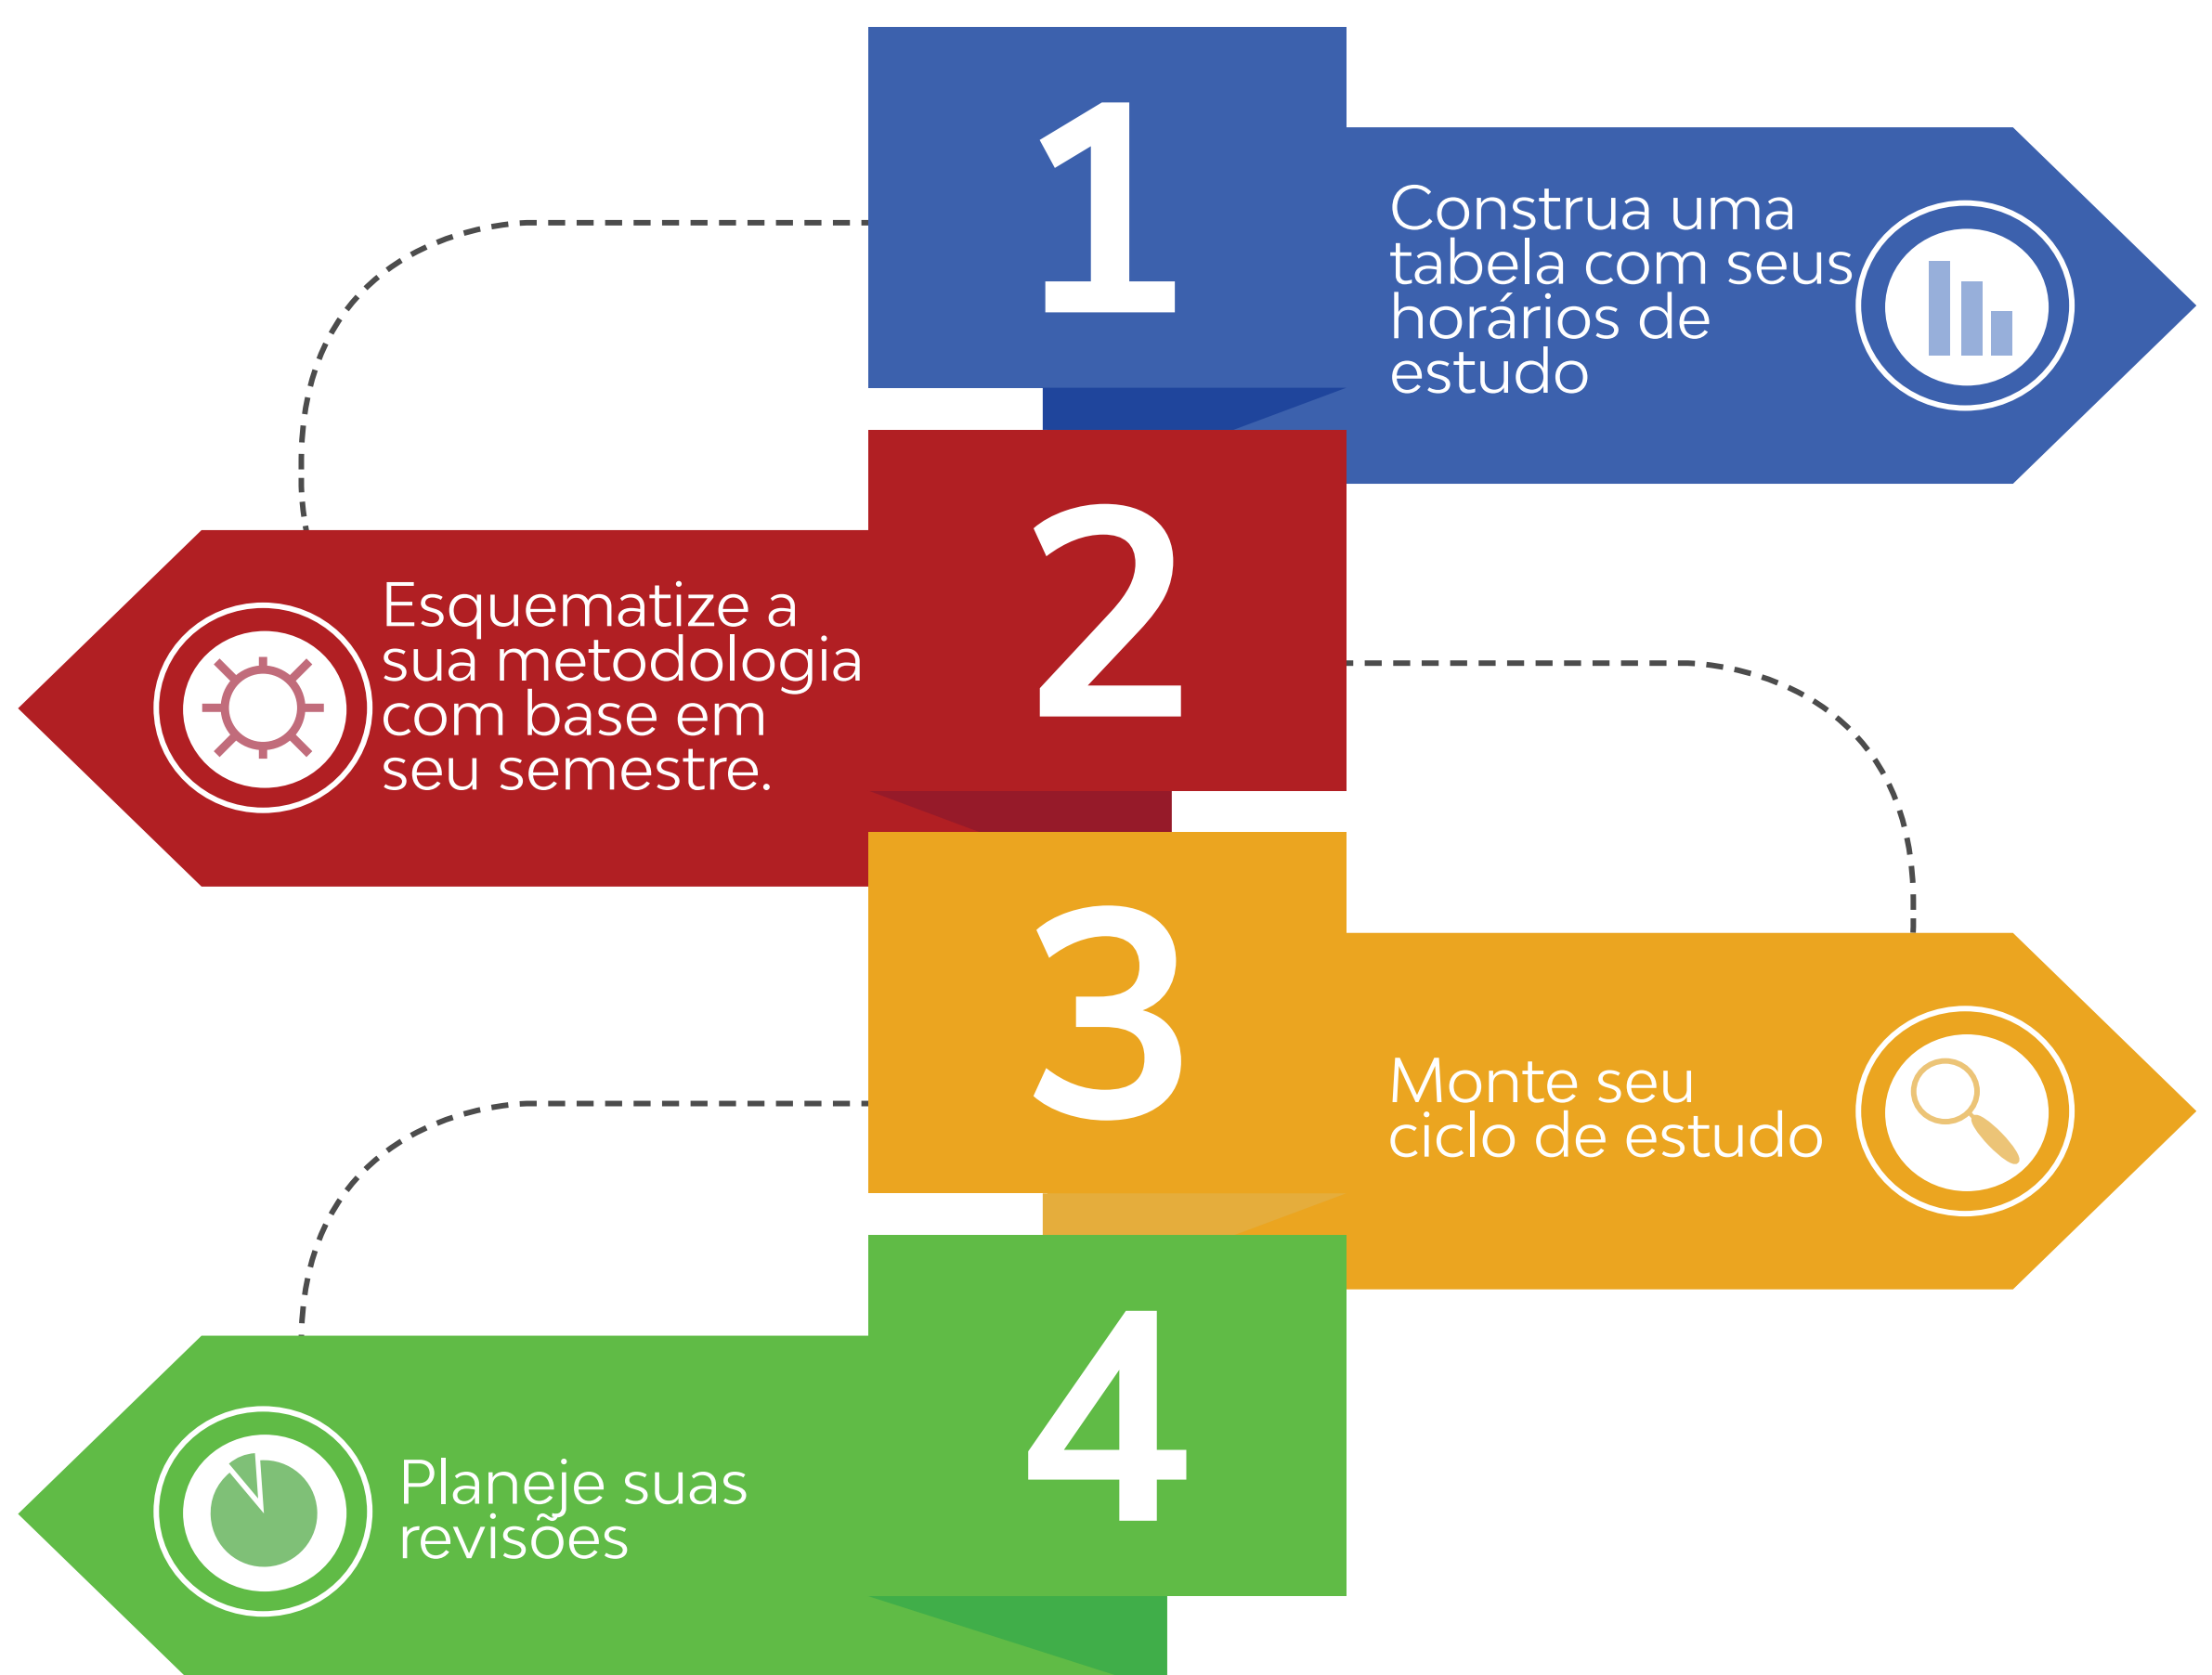 1
Construa uma
tabela com seus
horários de
estudo
2
Esquematize a
sua metodologia
com base em
seu semestre.
3
Monte seu
ciclo de estudo
4
Planeje suas
revisões